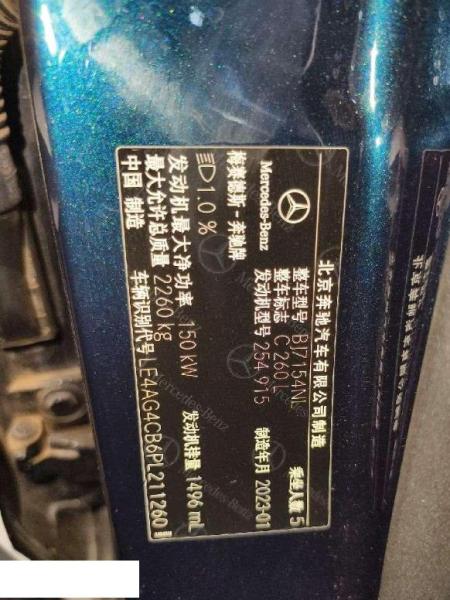 北京奔驰汽车有限公司制造
Mercedes-Benz
梅赛德斯-奔驰牌
整车型号 BJ7154NL 乘坐人数 5
整车标志 C 260 L
发动机型号 254 915 制造年月 2023-01
1.0 %
发动机最大净功率 150 kW 发动机排量 1496 mL
最大允许总质量 2260 kg
中国 制造 车辆识别代号 LE4AG4CB6PL211260